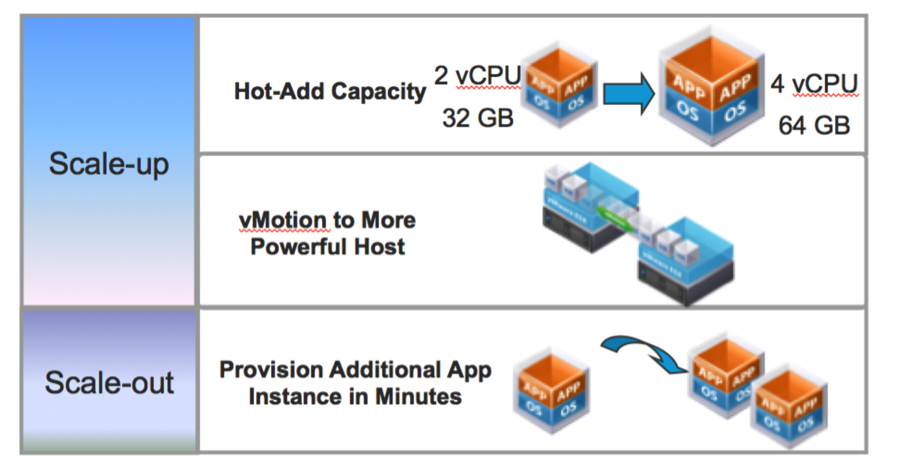 Scale-up
Hot-Add Capacity
2 vCPU
32 GB
APP APP
OS OS
APP APP
OS OS
4 vCPU
64 GB
vMotion to More
Powerful Host
Scale-out
Provision Additional App
Instance in Minutes
APP APP
OS OS
APP APP
OS OS
APP APP
OS OS